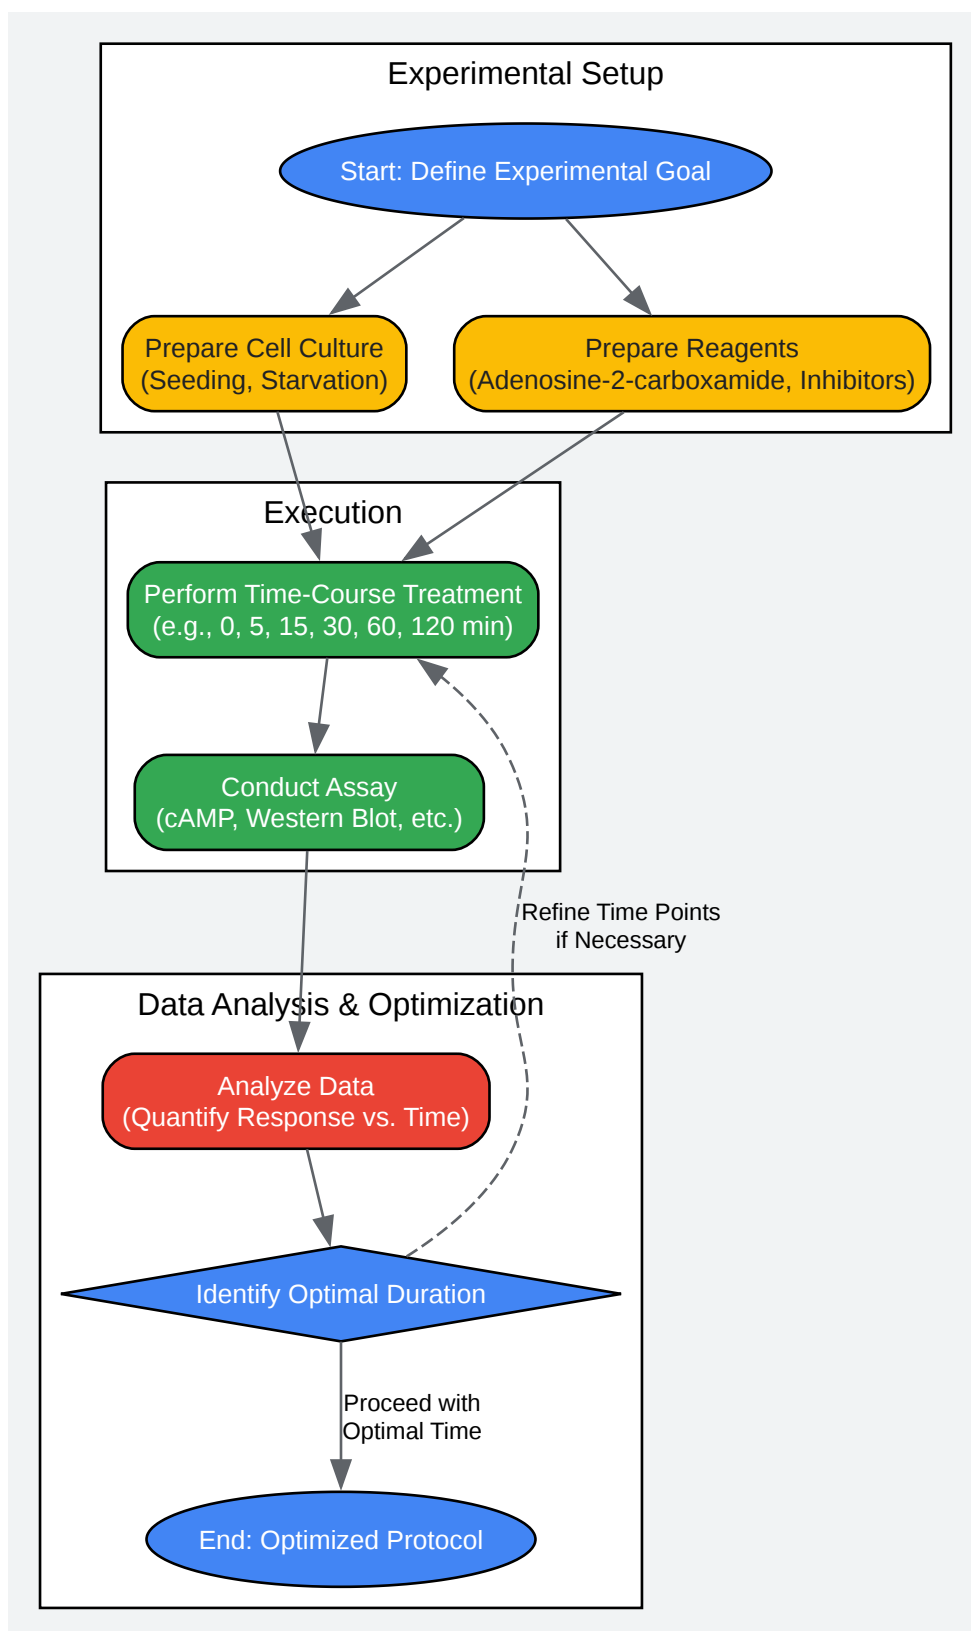 Experimental Setup
Start: Define Experimental Goal
Prepare Cell Culture
(Seeding, Starvation)
Prepare Reagents
(Adenosine-2-carboxamide, Inhibitors)
Execution
Perform Time-Course Treatment
(e.g., 0, 5, 15, 30, 60, 120 min)
Conduct Assay
(cAMP, Western Blot, etc.)
Refine Time Points
if Necessary
Data Analysis & Optimization
Analyze Data
(Quantify Response vs. Time)
Identify Optimal Duration
Proceed with
Optimal Time
End: Optimized Protocol